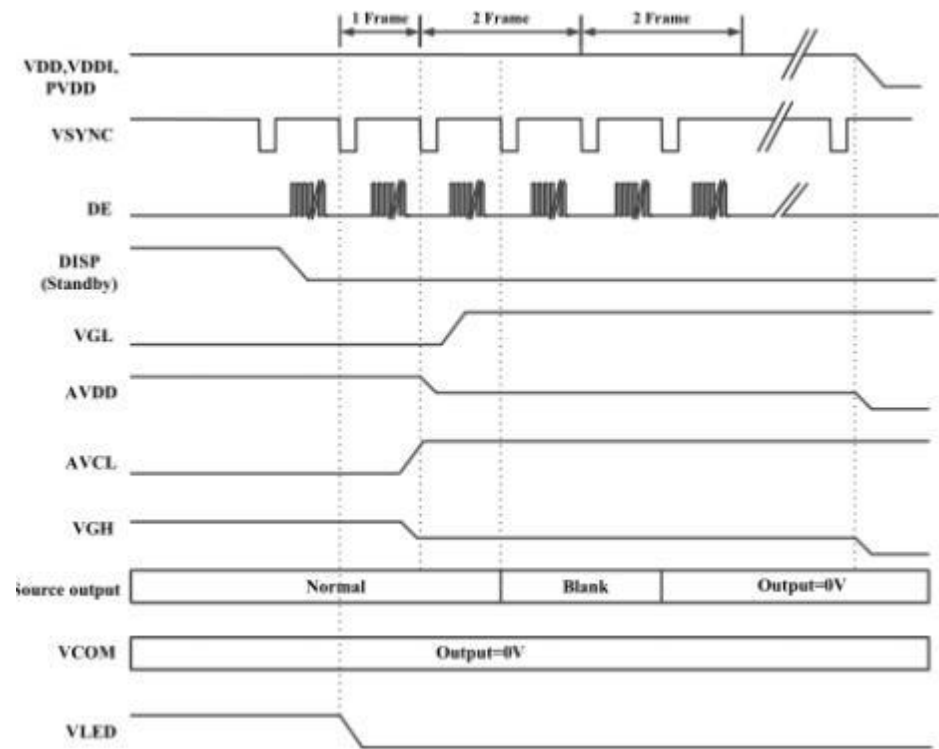 1 Frame 2 Frame 2 Frame
VDD,VDDI,
PVDD
VSYNC
DE
DISP
(Standby)
VGL
AVDD
AVCL
VGH
Source output Normal Blank Output=0V
VCOM Output=0V
VLED